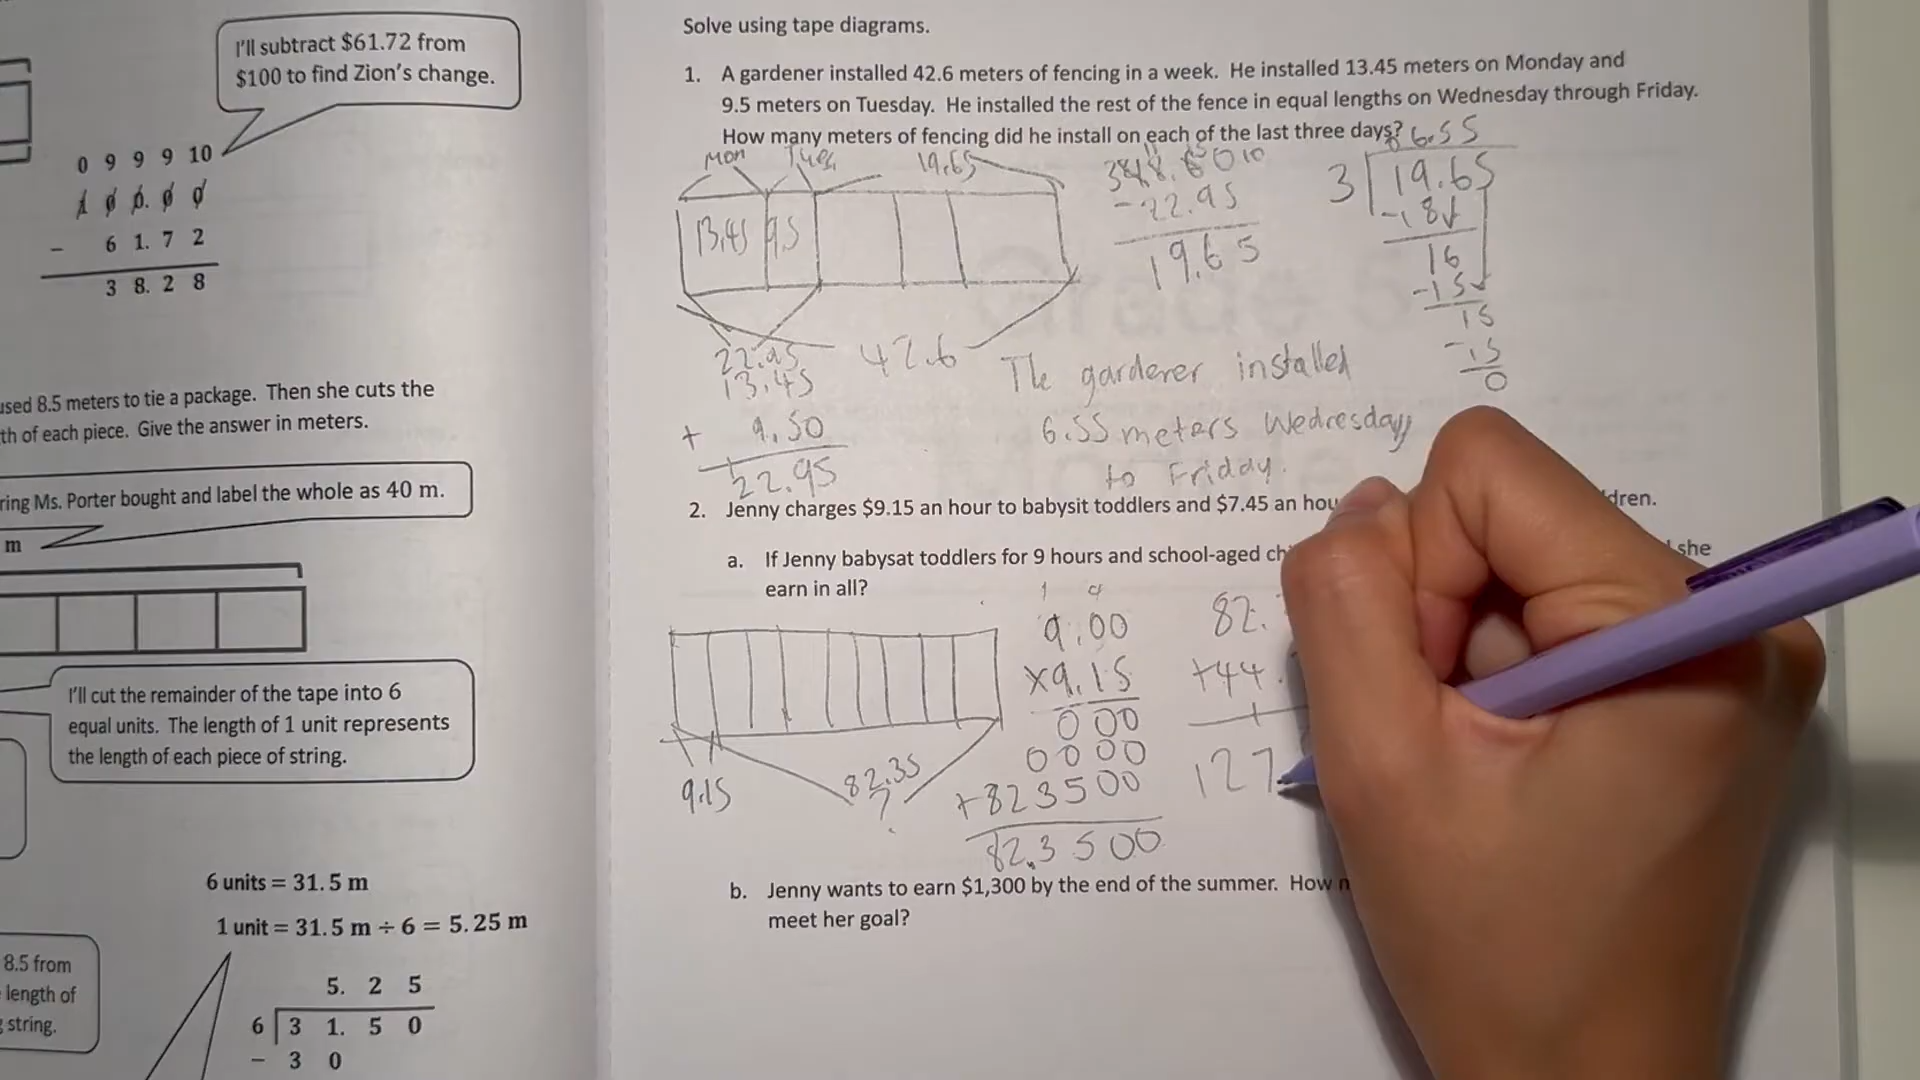 I'll subtract $61.72 from
$100 to find Zion's change.
0 9 9 9 10
1 0 0. 0 0
- 6 1. 7 2
3 8. 2 8
used 8.5 meters to tie a package. Then she cuts the
th of each piece. Give the answer in meters.
ring Ms. Porter bought and label the whole as 40 m.
m
I'll cut the remainder of the tape into 6
equal units. The length of 1 unit represents
the length of each piece of string.
6 units = 31.5 m
1 unit = 31.5 m ÷ 6 = 5.25 m
8.5 from
length of
string.
5. 2 5
6 3 1. 5 0
- 3 0
Solve using tape diagrams.
1. A gardener installed 42.6 meters of fencing in a week. He installed 13.45 meters on Monday and
9.5 meters on Tuesday. He installed the rest of the fence in equal lengths on Wednesday through Friday.
How many meters of fencing did he install on each of the last three days?
Mon Tues 19.65
13.45 9.5
22.95 42.6
13.45
+ 9.50
22.95
- 22.95
19.65
6.55
3 19.65
-18
16
-15
15
-15
0
The gardener installed
6.55 meters Wednesday
to Friday.
2. Jenny charges $9.15 an hour to babysit toddlers and $7.45 an hou dren.
a. If Jenny babysat toddlers for 9 hours and school-aged ch she
earn in all?
9.15 82.35
?
1 4
9.00
x9.15
000
0000
+823500
82.3500
82.
+44.
127
b. Jenny wants to earn $1,300 by the end of the summer. How
meet her goal?